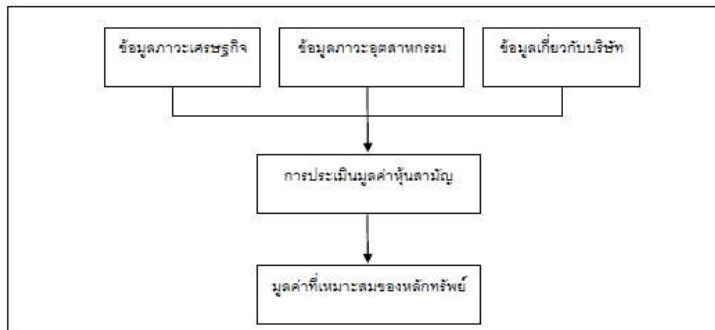 ข้อมูลภาวะเศรษฐกิจ
ข้อมูลภาวะอุตสาหกรรม
ข้อมูลเกี่ยวกับบริษัท
การประเมินมูลค่าหุ้นสามัญ
มูลค่าที่เหมาะสมของหลักทรัพย์